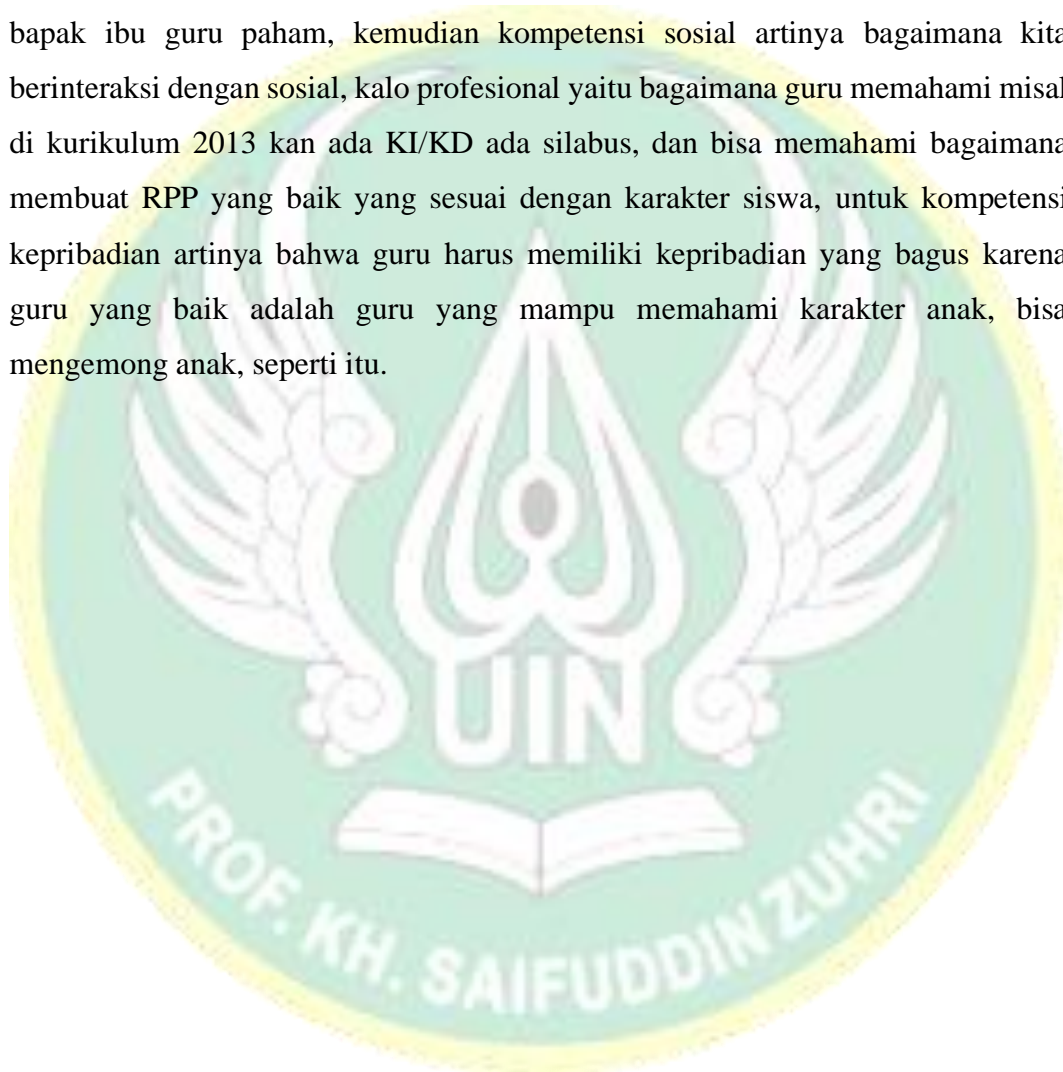 bapak ibu guru paham, kemudian kompetensi sosial artinya bagaimana kita
berinteraksi dengan sosial, kalo profesional yaitu bagaimana guru memahami misal
di kurikulum 2013 kan ada KI/KD ada silabus, dan bisa memahami bagaimana
membuat RPP yang baik yang sesuai dengan karakter siswa, untuk kompetensi
kepribadian artinya bahwa guru harus memiliki kepribadian yang bagus karena
guru yang baik adalah guru yang mampu memahami karakter anak, bisa
mengemong anak, seperti itu.
UIN
PROF. KH. SAIFUDDIN ZUHRI